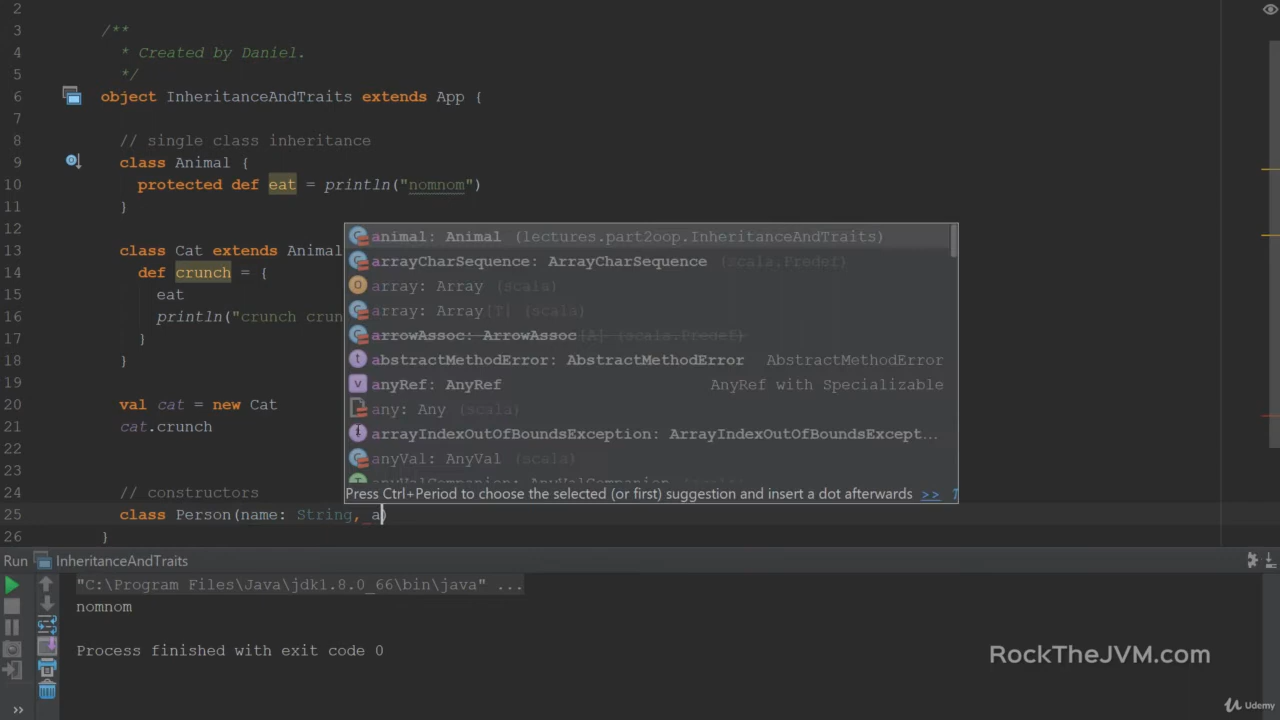 2
3 /**
4 * Created by Daniel.
5 */
6 object InheritanceAndTraits extends App {
7
8 // single class inheritance
9 class Animal {
10 protected def eat = println("nomnom")
11 }
12
13 class Cat extends Animal
14 def crunch = {
15 eat
16 println("crunch crun
17 }
18 }
19
20 val cat = new Cat
21 cat.crunch
22
23
24 // constructors
25 class Person(name: String, a)
26 }
animal: Animal (lectures.part2oop.InheritanceAndTraits)
arrayCharSequence: ArrayCharSequence (scala.Predef)
array: Array (scala)
array: Array[T] (scala)
arrowAssoc: ArrowAssoc[A] (scala.Predef)
abstractMethodError: AbstractMethodError AbstractMethodError
anyRef: AnyRef AnyRef with Specializable
any: Any (scala)
arrayIndexOutOfBoundsException: ArrayIndexOutOfBoundsExcept...
anyVal: AnyVal (scala)
Press Ctrl+Period to choose the selected (or first) suggestion and insert a dot afterwards >>
Run InheritanceAndTraits
"C:\Program Files\Java\jdk1.8.0_66\bin\java" ...
nomnom
Process finished with exit code 0
RockTheJVM.com
Udemy